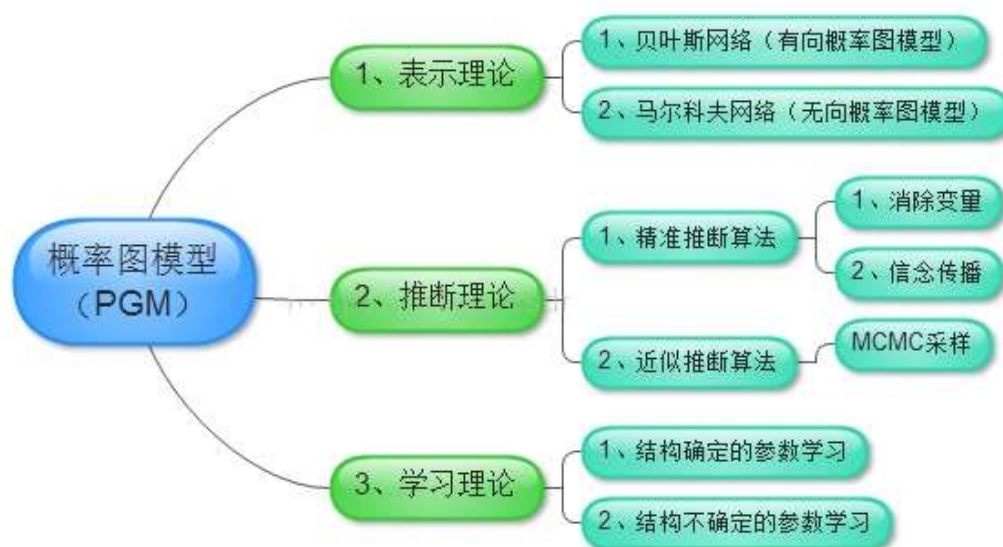 概率图模型
（PGM）
1、表示理论
1、贝叶斯网络（有向概率图模型）
2、马尔科夫网络（无向概率图模型）
2、推断理论
1、精准推断算法
1、消除变量
2、信念传播
2、近似推断算法
MCMC采样
3、学习理论
1、结构确定的参数学习
2、结构不确定的参数学习